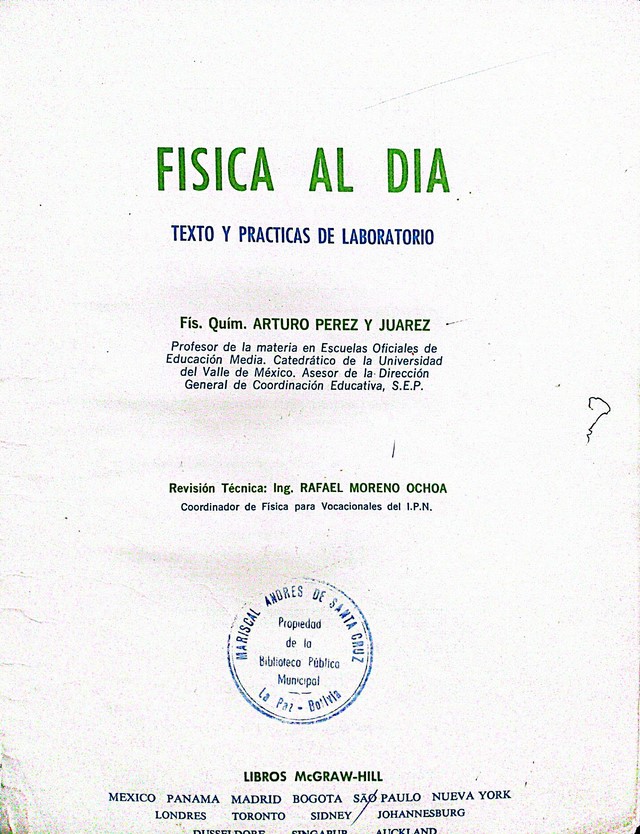 FISICA AL DIA
TEXTO Y PRACTICAS DE LABORATORIO
Fís. Quím. ARTURO PEREZ Y JUAREZ
Profesor de la materia en Escuelas Oficiales de
Educación Media. Catedrático de la Universidad
del Valle de México. Asesor de la Dirección
General de Coordinación Educativa, S.E.P.
Revisión Técnica: Ing. RAFAEL MORENO OCHOA
Coordinador de Física para Vocacionales del I.P.N.
MARISCAL ANDRES DE SANTA CRUZ
Propiedad
de la
Biblioteca Pública
Municipal
La Paz - Bolivia
LIBROS McGRAW-HILL
MEXICO PANAMA MADRID BOGOTA SÃO PAULO NUEVA YORK
LONDRES TORONTO SIDNEY JOHANNESBURG
DUSSELDORF SINGAPUR AUCKLAND